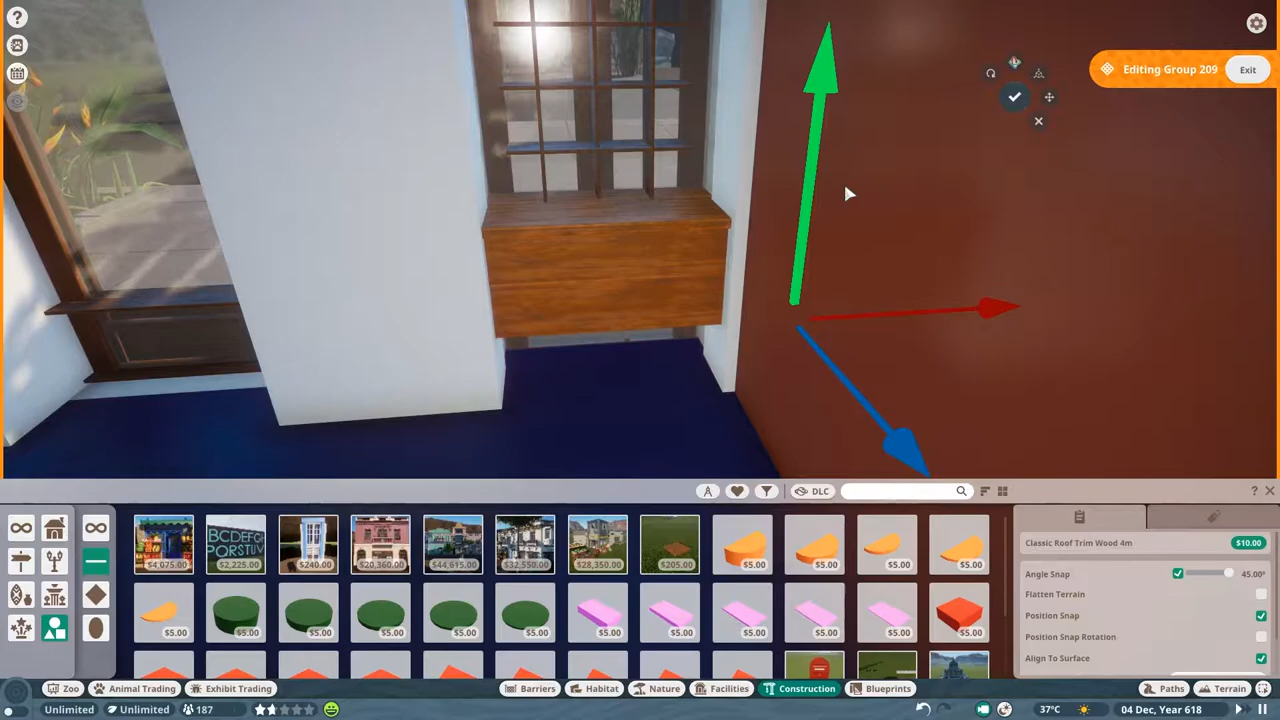 ?
Editing Group 209 Exit
DLC
?
$4,075.00 $2,225.00 $240.00 $20,360.00 $44,615.00 $32,550.00 $28,350.00 $205.00 $5.00 $5.00 $5.00 $5.00
ABCDEFG
Classic Roof Trim Wood 4m $10.00
Angle Snap 45.00°
Flatten Terrain
Position Snap
Position Snap Rotation
Align To Surface
$5.00 $5.00 $5.00 $5.00 $5.00 $5.00 $5.00 $5.00 $5.00 $5.00 $5.00 $5.00
Zoo Animal Trading Exhibit Trading Barriers Habitat Nature Facilities Construction Blueprints Paths Terrain
Unlimited Unlimited 187 37°C 04 Dec, Year 618